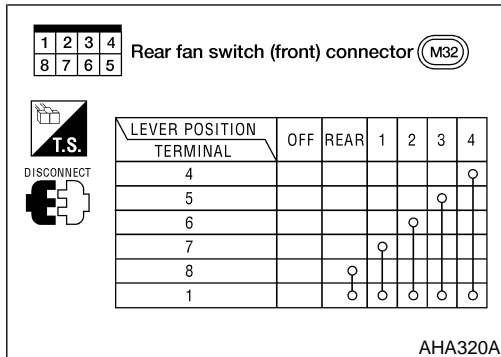 1 2 3 4
8 7 6 5
Rear fan switch (front) connector M32
T.S.
DISCONNECT
LEVER POSITION
TERMINAL
OFF REAR 1 2 3 4
4
5
6
7
8
1
AHA320A